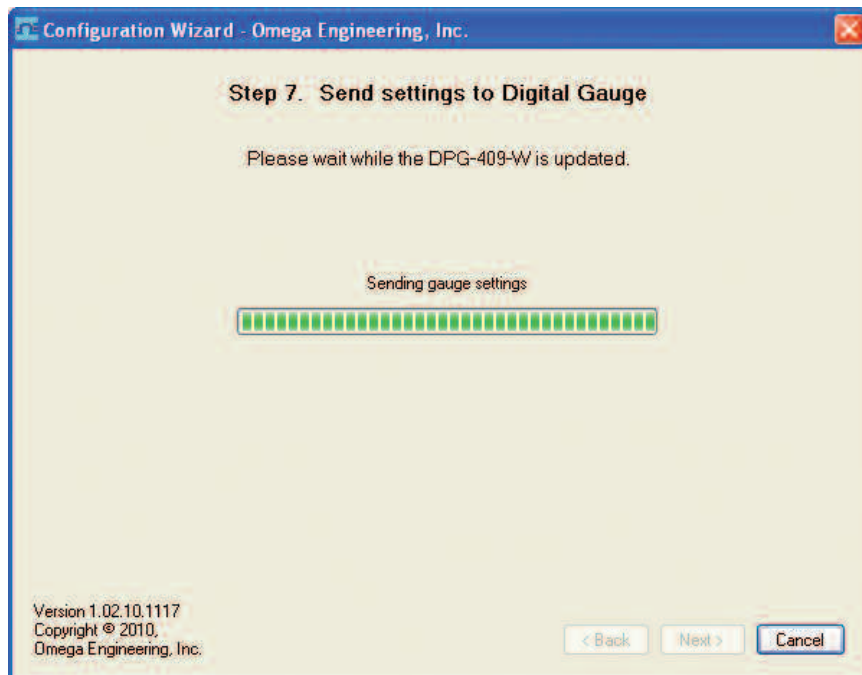 Configuration Wizard - Omega Engineering, Inc.
Step 7. Send settings to Digital Gauge
Please wait while the DPG-409-W is updated.
Sending gauge settings
Version 1.02.10.1117
Copyright © 2010,
Omega Engineering, Inc.
< Back Next > Cancel